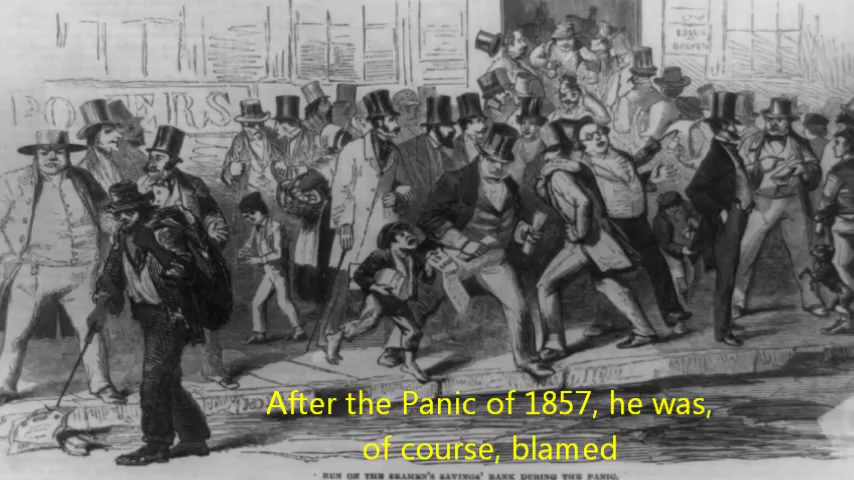 After the Panic of 1857, he was,
of course, blamed
RUN ON THE SEAMEN'S SAVINGS' BANK DURING THE PANIC.